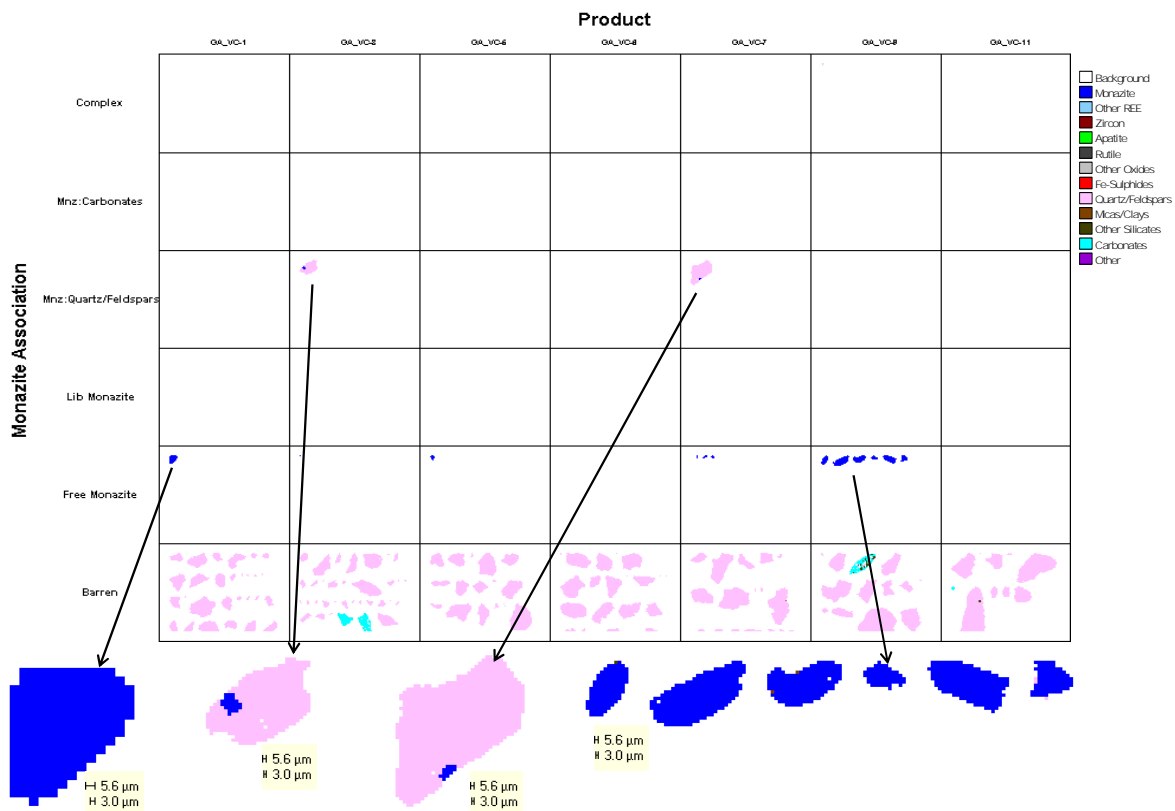 Product
GA_VC-1 GA_VC-2 GA_VC-5 GA_VC-6 GA_VC-7 GA_VC-9 GA_VC-11
Monazite Association
Complex
Mnz:Carbonates
Mnz:Quartz/Feldspars
Lib Monazite
Free Monazite
Barren
Background
Monazite
Other REE
Zircon
Apatite
Rutile
Other Oxides
Fe-Sulphides
Quartz/Feldspars
Micas/Clays
Other Silicates
Carbonates
Other
5.6 µm
3.0 µm
5.6 µm
3.0 µm
5.6 µm
3.0 µm
5.6 µm
3.0 µm